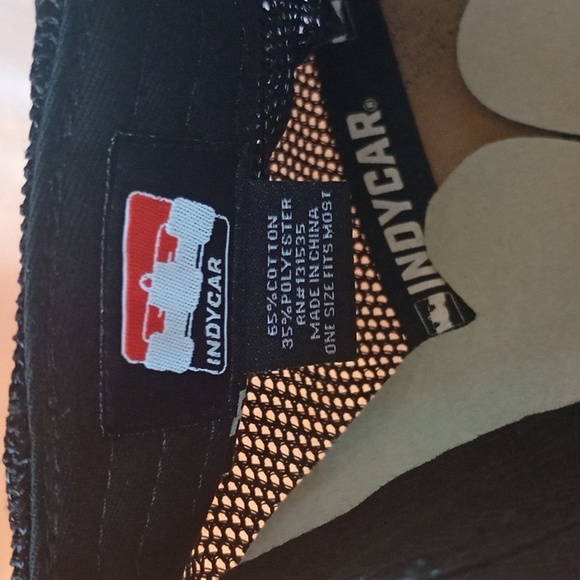 INDYCAR
65% COTTON
35% POLYESTER
RN# 131535
MADE IN CHINA
ONE SIZE FITS MOST
INDYCAR®